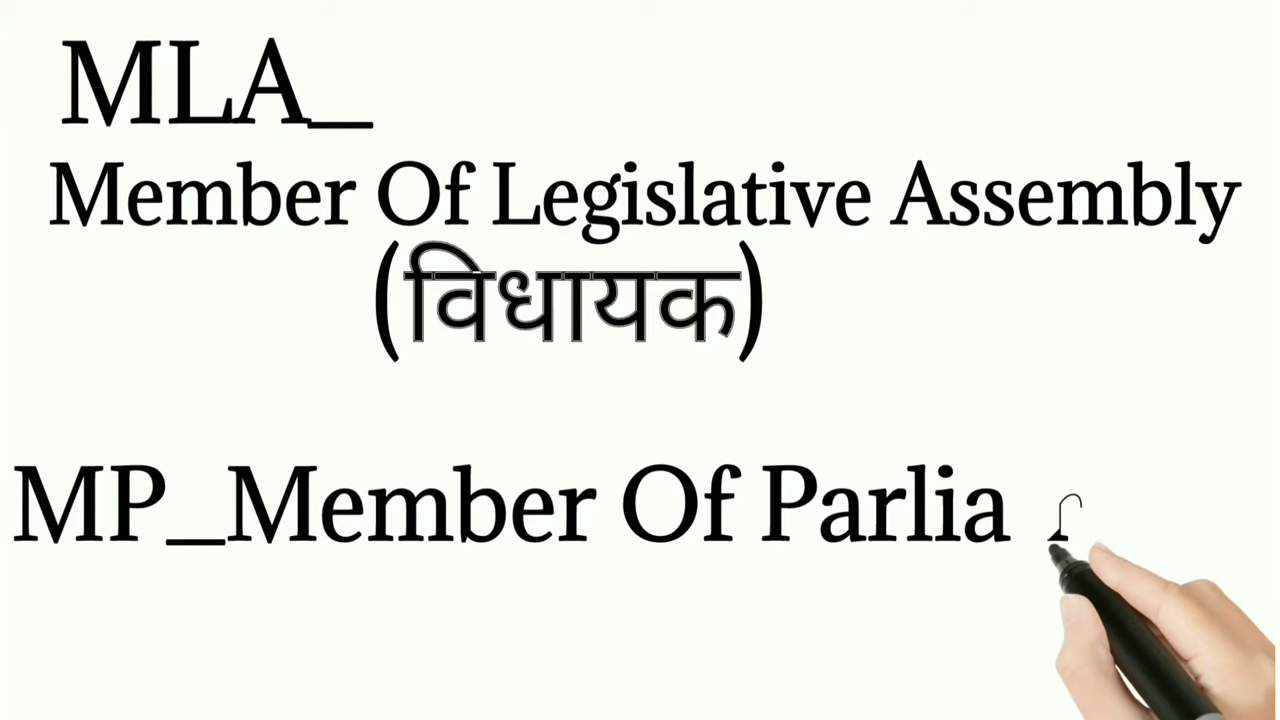 MLA_
Member Of Legislative Assembly
(विधायक)
MP_Member Of Parlia